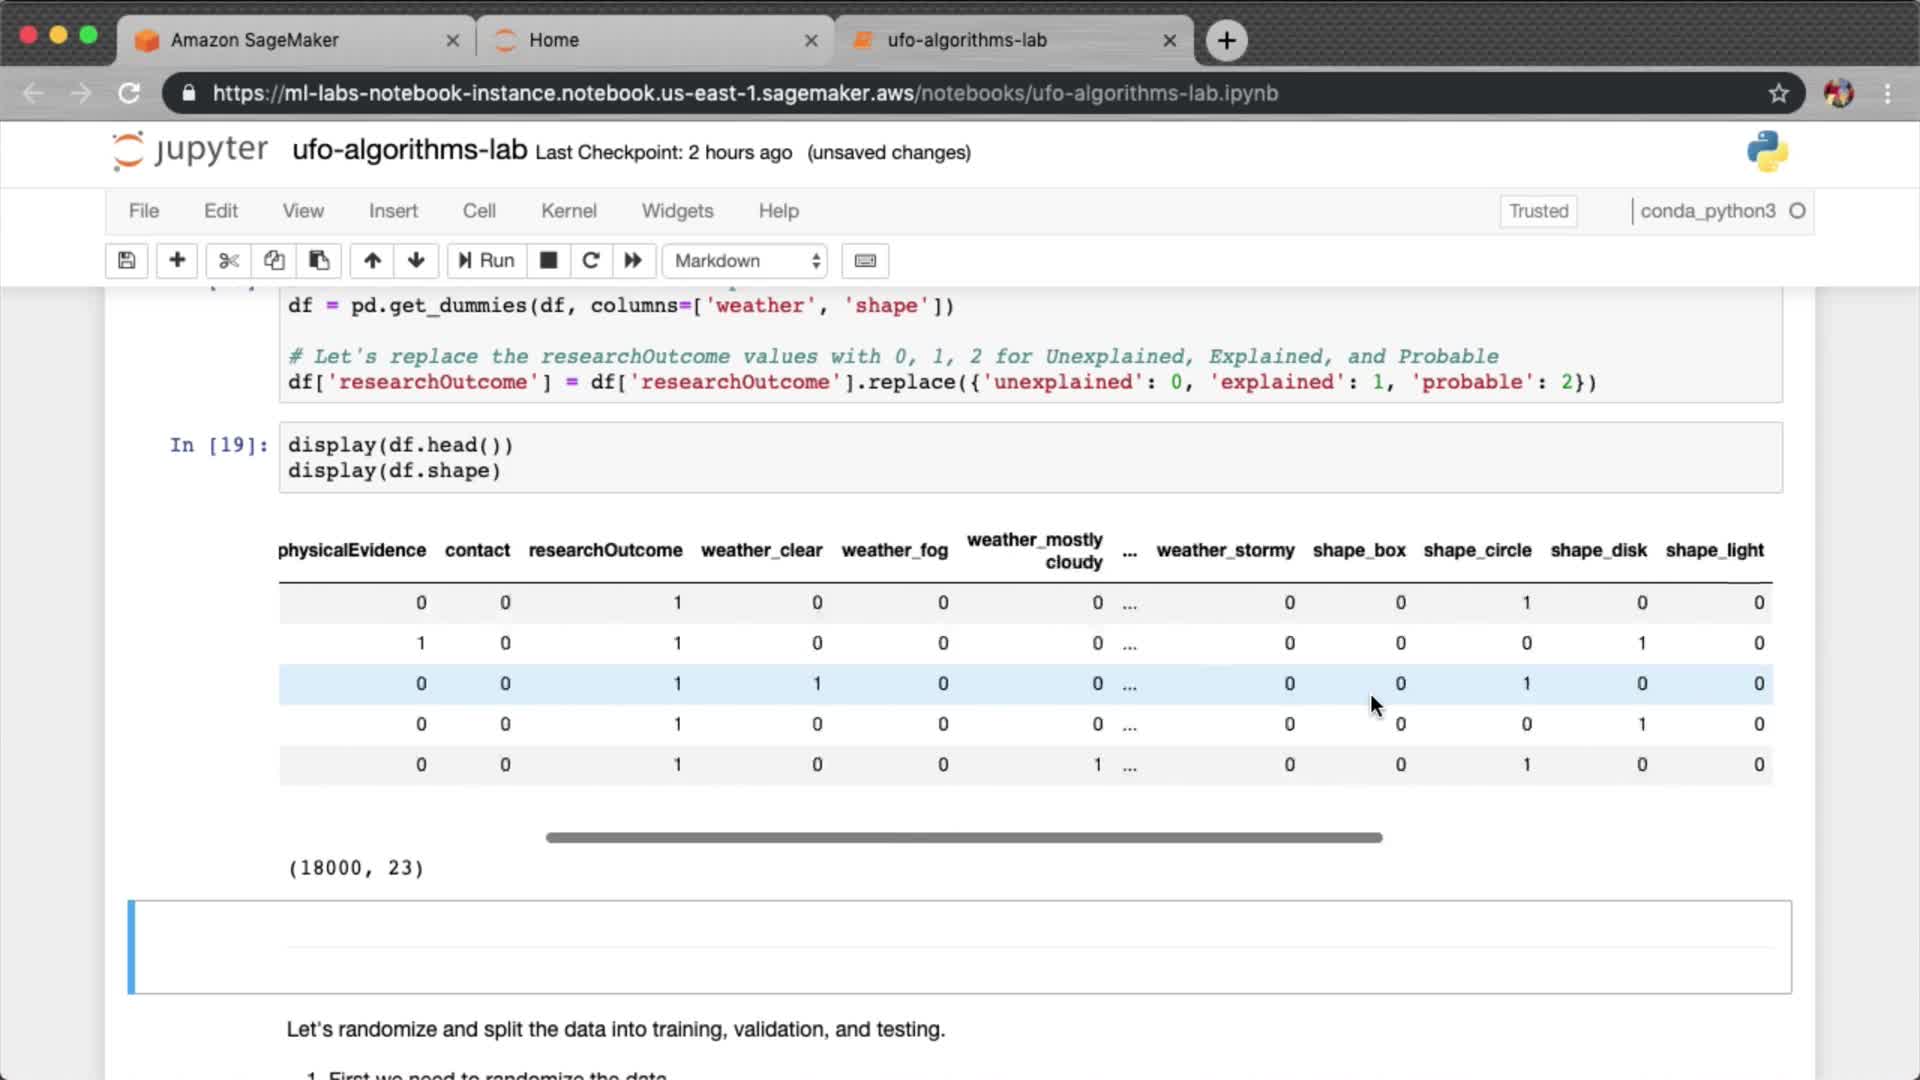 Amazon SageMaker
Home
ufo-algorithms-lab
https://ml-labs-notebook-instance.notebook.us-east-1.sagemaker.aws/notebooks/ufo-algorithms-lab.ipynb
jupyter ufo-algorithms-lab Last Checkpoint: 2 hours ago (unsaved changes)
File Edit View Insert Cell Kernel Widgets Help Trusted conda_python3
Run Markdown
df = pd.get_dummies(df, columns=['weather', 'shape'])
# Let's replace the researchOutcome values with 0, 1, 2 for Unexplained, Explained, and Probable
df['researchOutcome'] = df['researchOutcome'].replace({'unexplained': 0, 'explained': 1, 'probable': 2})
In [19]: display(df.head())
display(df.shape)
physicalEvidence contact researchOutcome weather_clear weather_fog weather_mostly cloudy ... weather_stormy shape_box shape_circle shape_disk shape_light
0 0 1 0 0 0 ... 0 0 1 0 0
1 0 1 0 0 0 ... 0 0 0 1 0
0 0 1 1 0 0 ... 0 0 1 0 0
0 0 1 0 0 0 ... 0 0 0 1 0
0 0 1 0 0 1 ... 0 0 1 0 0
(18000, 23)
Let's randomize and split the data into training, validation, and testing.
1. First we need to randomize the data.